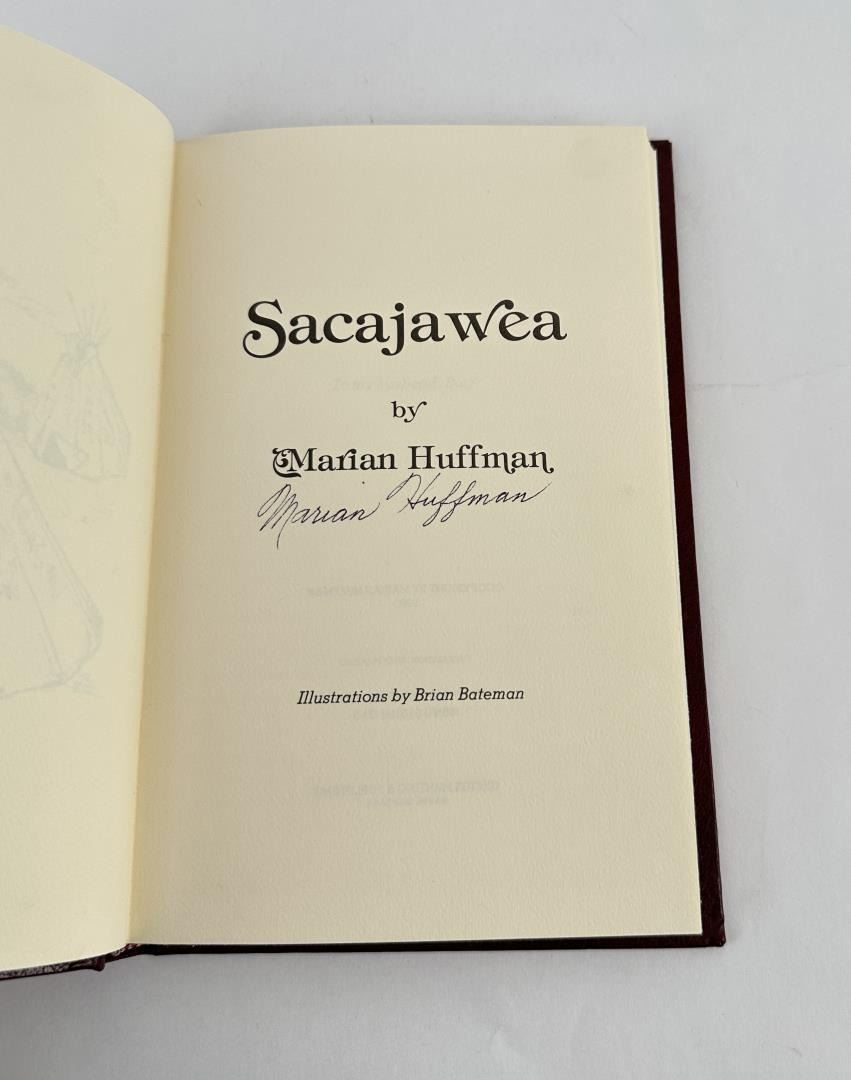 Sacajawea
by
Marian Huffman
Marian Huffman
Illustrations by Brian Bateman